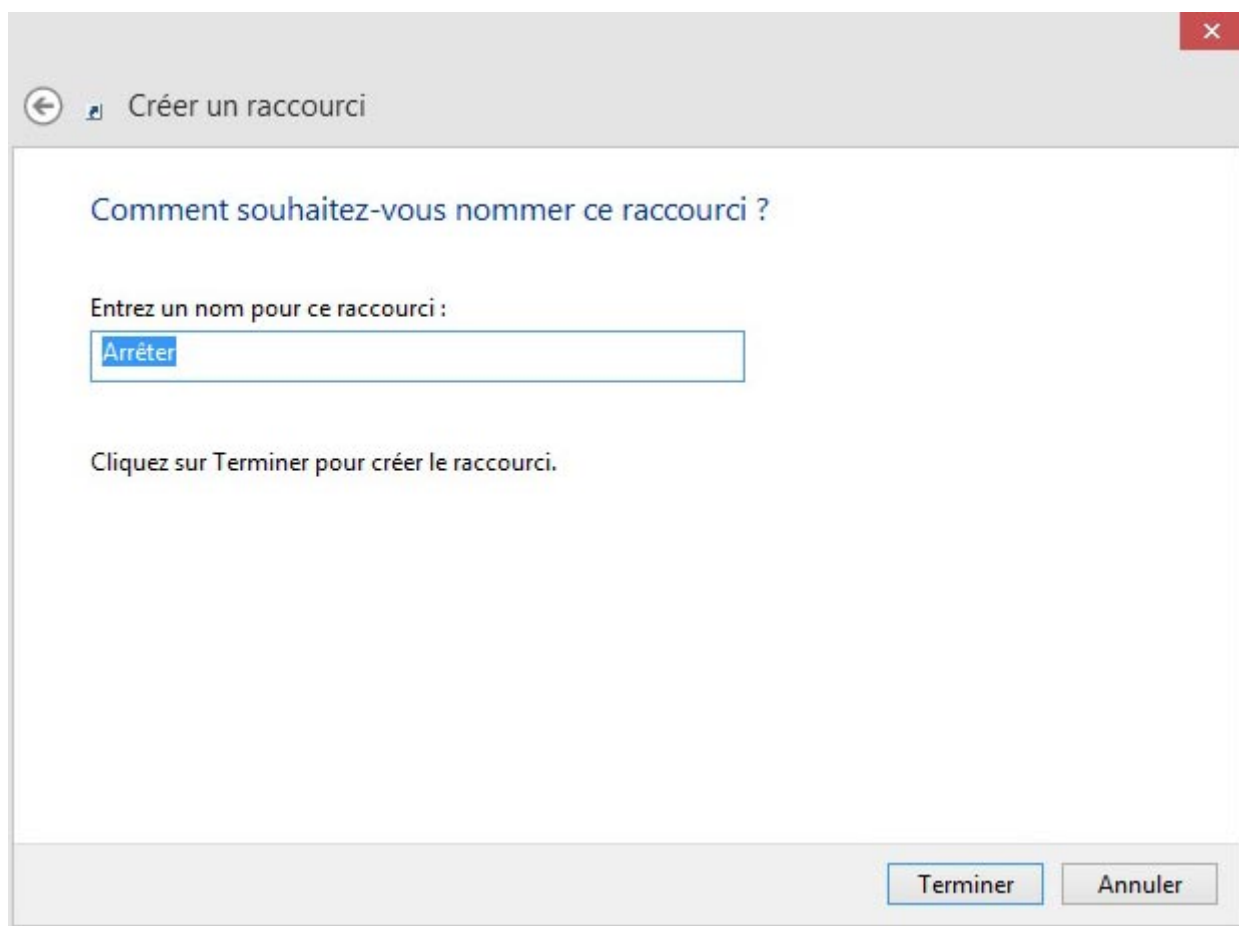 Créer un raccourci
Comment souhaitez-vous nommer ce raccourci ?
Entrez un nom pour ce raccourci :
Arrêter
Cliquez sur Terminer pour créer le raccourci.
Terminer Annuler